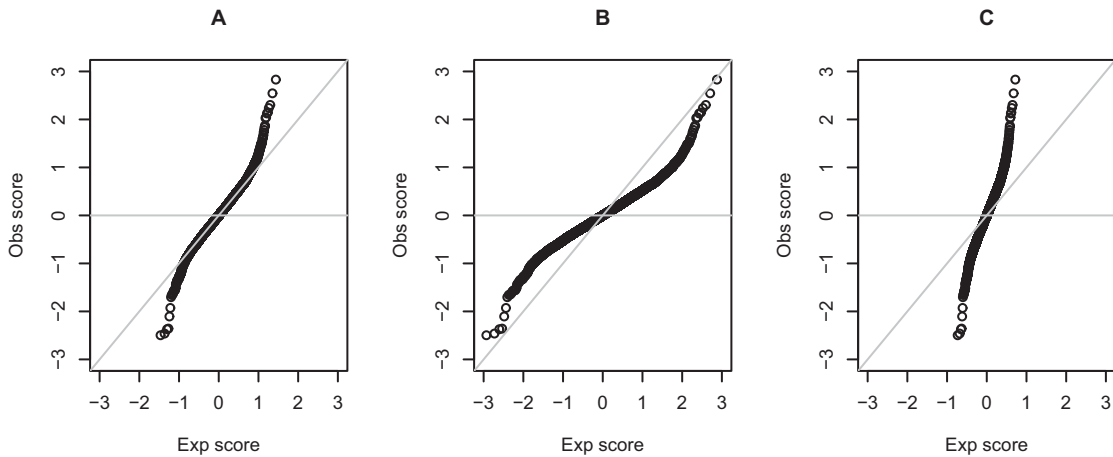 A B C
3 3 3
2 2 2
1 1 1
Obs score Obs score Obs score
0 0 0
−1 −1 −1
−2 −2 −2
−3 −3 −3
−3 −2 −1 0 1 2 3 −3 −2 −1 0 1 2 3 −3 −2 −1 0 1 2 3
Exp score Exp score Exp score